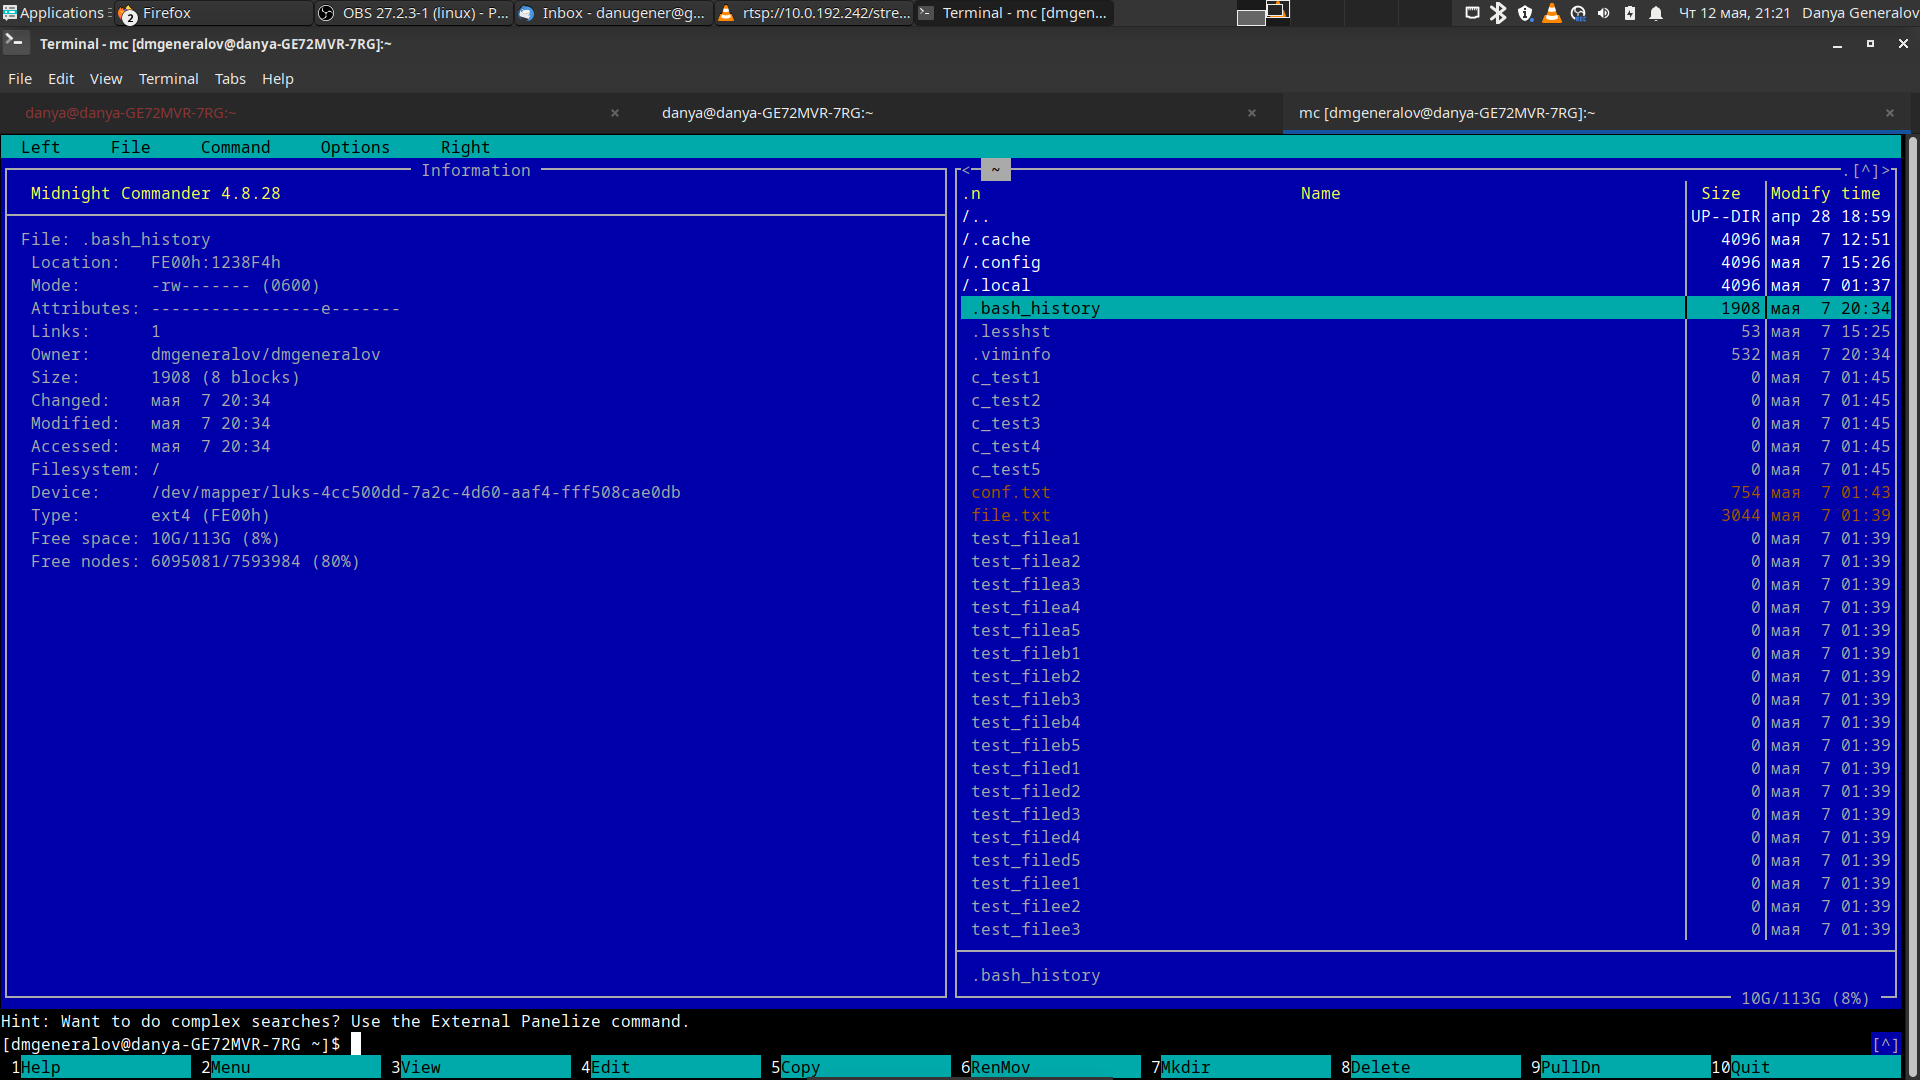 Applications 2 Firefox OBS 27.2.3-1 (linux) - P... Inbox - danugener@g... rtsp://10.0.192.242/stre... Terminal - mc [dmgen... Чт 12 мая, 21:21 Danya Generalov
Terminal - mc [dmgeneralov@danya-GE72MVR-7RG]:~
File Edit View Terminal Tabs Help
danya@danya-GE72MVR-7RG:~ × danya@danya-GE72MVR-7RG:~ × mc [dmgeneralov@danya-GE72MVR-7RG]:~ ×
Left File Command Options Right
Information
Midnight Commander 4.8.28
File: .bash_history
Location: FE00h:1238F4h
Mode: -rw------- (0600)
Attributes: -----------------e-------
Links: 1
Owner: dmgeneralov/dmgeneralov
Size: 1908 (8 blocks)
Changed: мая 7 20:34
Modified: мая 7 20:34
Accessed: мая 7 20:34
Filesystem: /
Device: /dev/mapper/luks-4cc500dd-7a2c-4d60-aaf4-fff508cae0db
Type: ext4 (FE00h)
Free space: 10G/113G (8%)
Free nodes: 6095081/7593984 (80%)
<- ~ .[^]>
.n Name Size Modify time
/.. UP--DIR апр 28 18:59
/.cache 4096 мая 7 12:51
/.config 4096 мая 7 15:26
/.local 4096 мая 7 01:37
.bash_history 1908 мая 7 20:34
.lesshst 53 мая 7 15:25
.viminfo 532 мая 7 20:34
c_test1 0 мая 7 01:45
c_test2 0 мая 7 01:45
c_test3 0 мая 7 01:45
c_test4 0 мая 7 01:45
c_test5 0 мая 7 01:45
conf.txt 754 мая 7 01:43
file.txt 3044 мая 7 01:39
test_filea1 0 мая 7 01:39
test_filea2 0 мая 7 01:39
test_filea3 0 мая 7 01:39
test_filea4 0 мая 7 01:39
test_filea5 0 мая 7 01:39
test_fileb1 0 мая 7 01:39
test_fileb2 0 мая 7 01:39
test_fileb3 0 мая 7 01:39
test_fileb4 0 мая 7 01:39
test_fileb5 0 мая 7 01:39
test_filed1 0 мая 7 01:39
test_filed2 0 мая 7 01:39
test_filed3 0 мая 7 01:39
test_filed4 0 мая 7 01:39
test_filed5 0 мая 7 01:39
test_filee1 0 мая 7 01:39
test_filee2 0 мая 7 01:39
test_filee3 0 мая 7 01:39
.bash_history
10G/113G (8%)
Hint: Want to do complex searches? Use the External Panelize command.
[dmgeneralov@danya-GE72MVR-7RG ~]$ [^]
1Help 2Menu 3View 4Edit 5Copy 6RenMov 7Mkdir 8Delete 9PullDn 10Quit